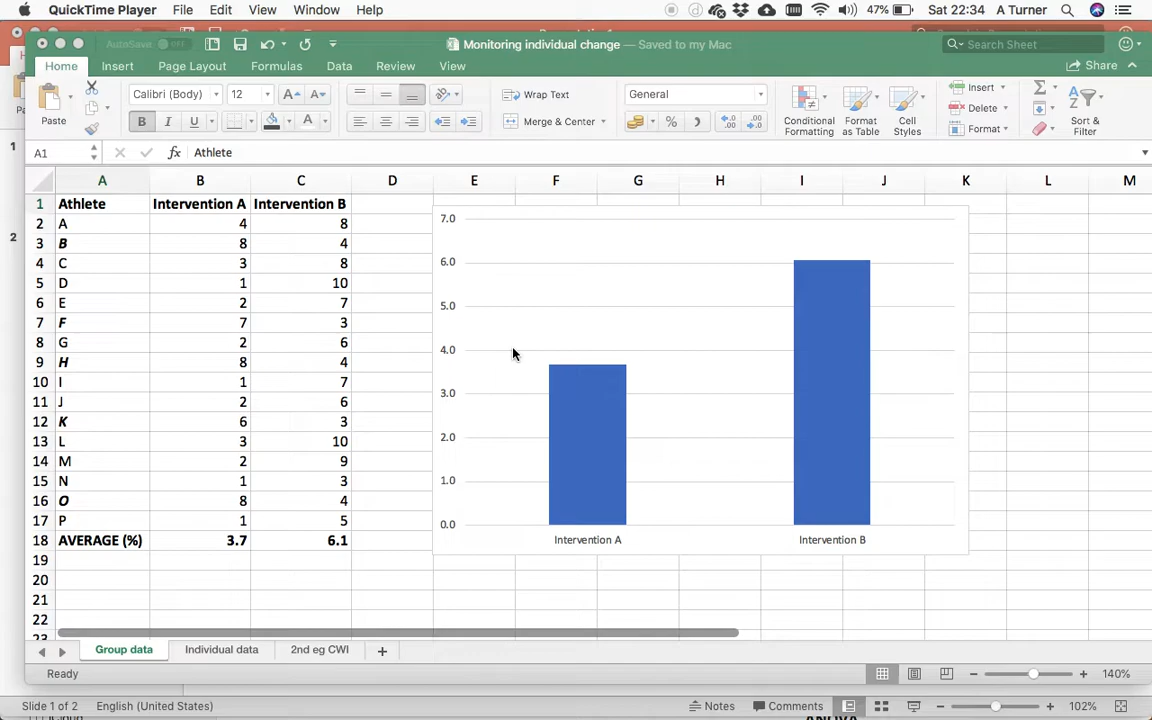 QuickTime Player File Edit View Window Help 47% Sat 22:34 A Turner
AutoSave OFF Monitoring individual change — Saved to my Mac Search Sheet
Home Insert Page Layout Formulas Data Review View Share
Calibri (Body) 12 Wrap Text General Insert
Delete
Paste B I U A Merge & Center % Conditional Formatting Format as Table Cell Styles Format Sort & Filter
A1 fx Athlete
A B C D E F G H I J K L M
1 Athlete Intervention A Intervention B
2 A 4 8
3 B 8 4
4 C 3 8
5 D 1 10
6 E 2 7
7 F 7 3
8 G 2 6
9 H 8 4
10 I 1 7
11 J 2 6
12 K 6 3
13 L 3 10
14 M 2 9
15 N 1 3
16 O 8 4
17 P 1 5
18 AVERAGE (%) 3.7 6.1
19
20
21
22
23
7.0
6.0
5.0
4.0
3.0
2.0
1.0
0.0
Intervention A Intervention B
1
2
Group data Individual data 2nd eg CWI
Ready 140%
Slide 1 of 2 English (United States) Notes Comments 102%